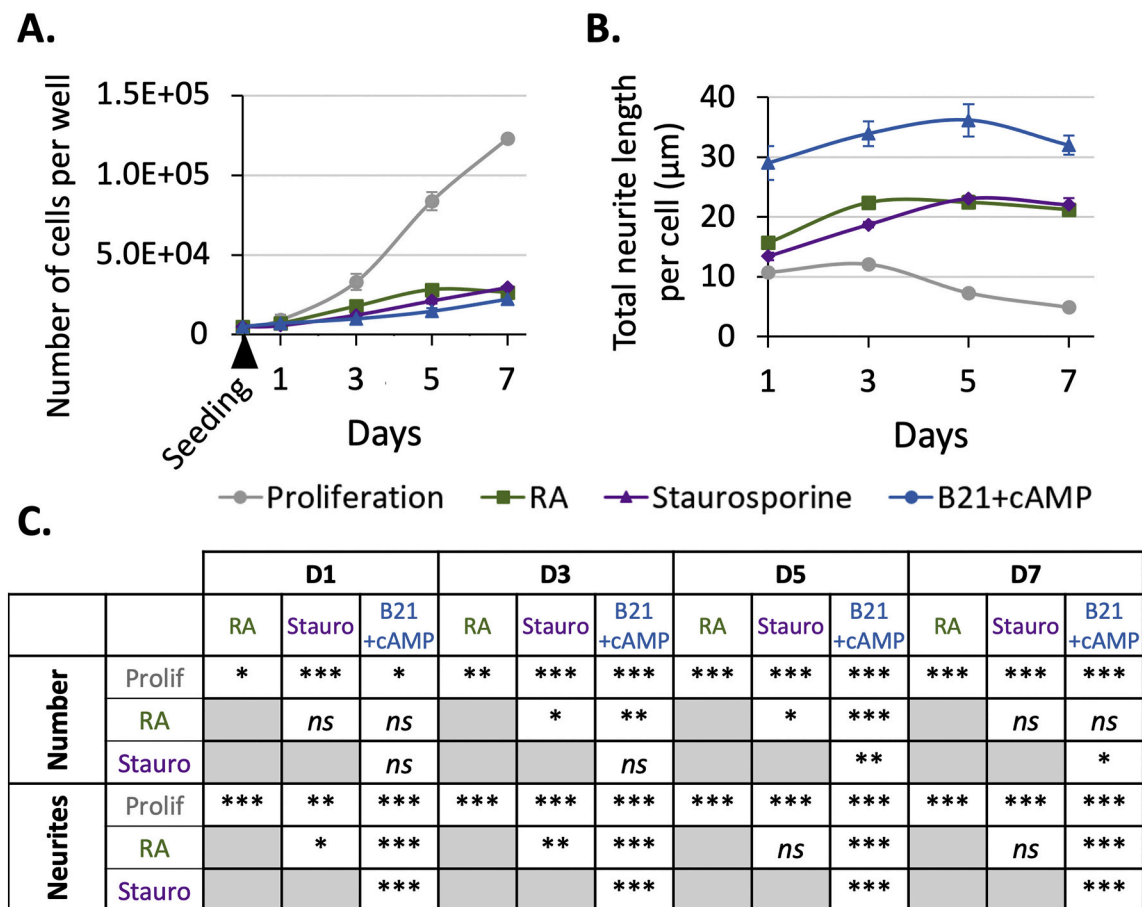 A.
Number of cells per well
1.5E+05
1.0E+05
5.0E+04
0
Seeding
1 3 5 7
Days
B.
Total neurite length
per cell (µm)
40
30
20
10
0
1 3 5 7
Days
Proliferation RA Staurosporine B21+cAMP
C.
D1 D3 D5 D7
RA Stauro B21 +cAMP RA Stauro B21 +cAMP RA Stauro B21 +cAMP RA Stauro B21 +cAMP
Number
Prolif * *** * ** *** *** *** *** *** *** *** ***
RA ns ns * ** * *** ns ns
Stauro ns ns ** *
Neurites
Prolif *** ** *** *** *** *** *** *** *** *** *** ***
RA * *** ** *** ns *** ns ***
Stauro *** *** *** ***